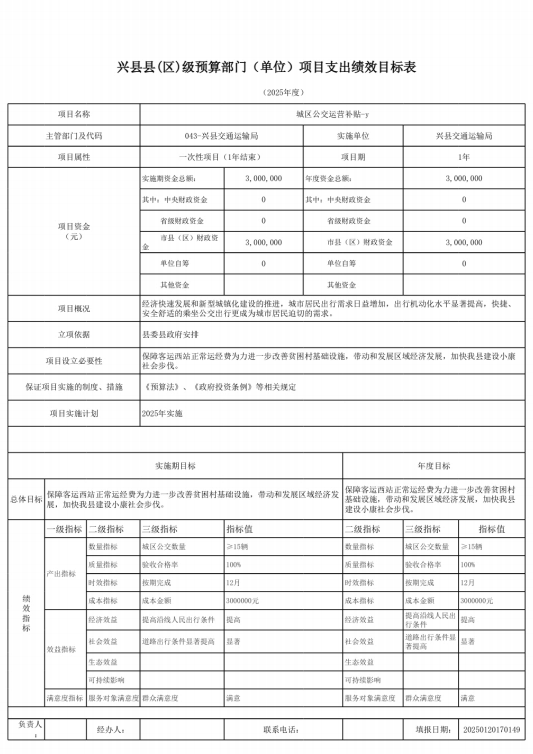 兴县县(区)级预算部门（单位）项目支出绩效目标表
（2025年度）
项目名称 城区公交运营补贴-y
主管部门及代码 043-兴县交通运输局 实施单位 兴县交通运输局
项目属性 一次性项目（1年结束） 项目期 1年
项目资金
（元）
实施期资金总额： 3,000,000 年度资金总额： 3,000,000
其中：中央财政资金 0 其中：中央财政资金 0
省级财政资金 0 省级财政资金 0
市县（区）财政资
金 3,000,000 市县（区）财政资金 3,000,000
单位自筹 0 单位自筹 0
其他资金 其他资金
项目概况
经济快速发展和新型城镇化建设的推进，城市居民出行需求日益增加，出行机动化水平显著提高，快捷、
安全舒适的乘坐公交出行更成为城市居民迫切的需求。
立项依据 县委县政府安排
项目设立必要性
保障客运西站正常运经费为力进一步改善贫困村基础设施，带动和发展区域经济发展，加快我县建设小康
社会步伐。
保证项目实施的制度、措施 《预算法》、《政府投资条例》等相关规定
项目实施计划 2025年实施
实施期目标 年度目标
总体目标
保障客运西站正常运经费为力进一步改善贫困村基础设施，带动和发展区域经济发
展，加快我县建设小康社会步伐。
保障客运西站正常运经费为力进一步改善贫困村
基础设施，带动和发展区域经济发展，加快我县
建设小康社会步伐。
绩效指标
一级指标 二级指标 三级指标 指标值 二级指标 三级指标 指标值
产出指标
数量指标 城区公交数量 ≥15辆 数量指标 城区公交数量 ≥15辆
质量指标 验收合格率 100% 质量指标 验收合格率 100%
时效指标 按期完成 12月 时效指标 按期完成 12月
成本指标 成本金额 3000000元 成本指标 成本金额 3000000元
效益指标
经济效益 提高沿线人民出行条件 提高 经济效益 提高沿线人民出
行条件 提高
社会效益 道路出行条件显著提高 显著 社会效益 道路出行条件显
著提高 显著
生态效益 生态效益
可持续影响 可持续影响
满意度指标 服务对象满意度 群众满意度 满意 服务对象满意度 群众满意度 满意
负责人
： 经办人： 联系电话： 填报日期： 20250120170149